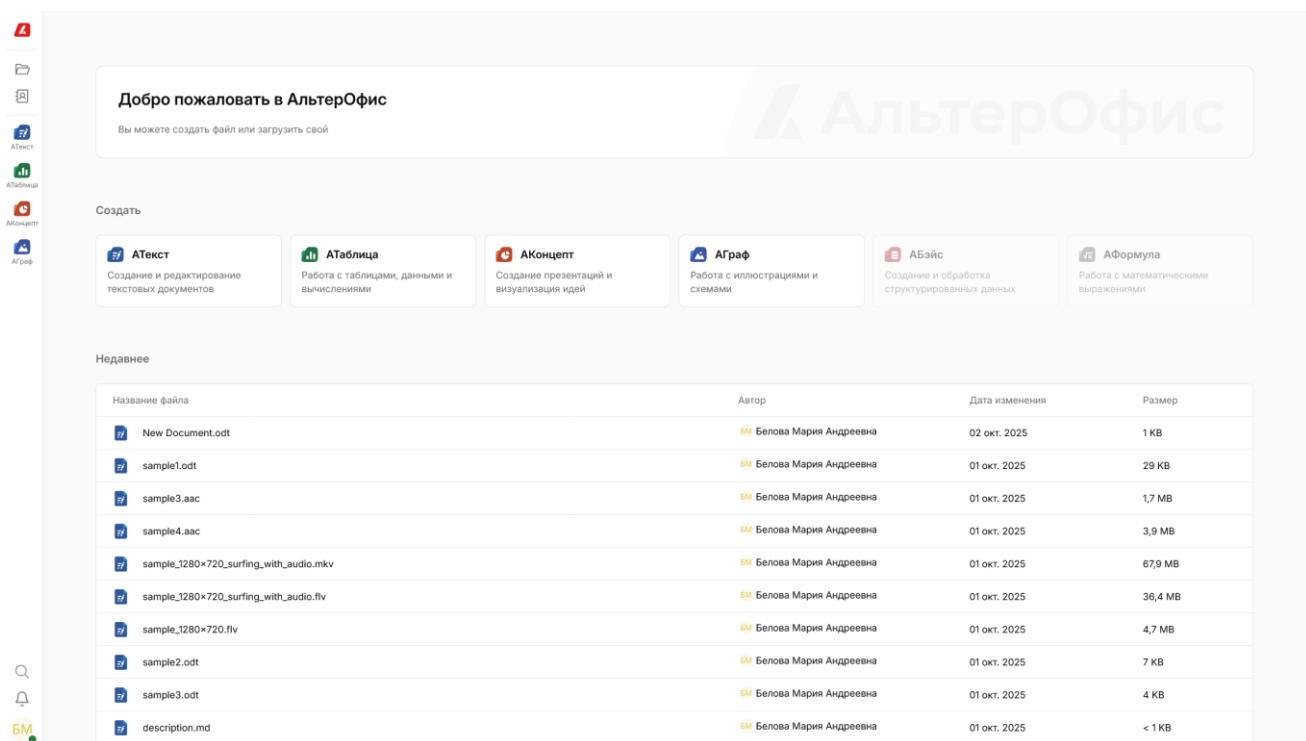 Добро пожаловать в АльтерОфис
Вы можете создать файл или загрузить свой
АльтерОфис
АТекст
АТаблица
АКонцепт
АГраф
Создать
АТекст
Создание и редактирование
текстовых документов
АТаблица
Работа с таблицами, данными и
вычислениями
АКонцепт
Создание презентаций и
визуализация идей
АГраф
Работа с иллюстрациями и
схемами
АБэйс
Создание и обработка
структурированных данных
АФормула
Работа с математическими
выражениями
Недавнее
Название файла Автор Дата изменения Размер
New Document.odt БМ Белова Мария Андреевна 02 окт. 2025 1 KB
sample1.odt БМ Белова Мария Андреевна 01 окт. 2025 29 KB
sample3.aac БМ Белова Мария Андреевна 01 окт. 2025 1,7 MB
sample4.aac БМ Белова Мария Андреевна 01 окт. 2025 3,9 MB
sample_1280×720_surfing_with_audio.mkv БМ Белова Мария Андреевна 01 окт. 2025 67,9 MB
sample_1280×720_surfing_with_audio.flv БМ Белова Мария Андреевна 01 окт. 2025 36,4 MB
sample_1280×720.flv БМ Белова Мария Андреевна 01 окт. 2025 4,7 MB
sample2.odt БМ Белова Мария Андреевна 01 окт. 2025 7 KB
sample3.odt БМ Белова Мария Андреевна 01 окт. 2025 4 KB
description.md БМ Белова Мария Андреевна 01 окт. 2025 < 1 KB
БМ